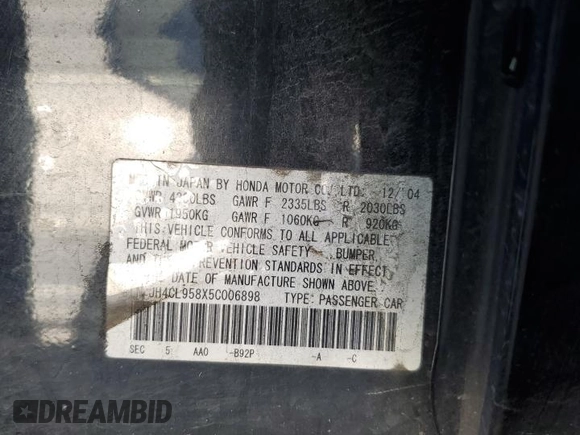 IN JAPAN BY HONDA MOTOR CO., LTD. 12/'04
GAWR F 2335LBS R 2030LBS
GVWR 1950KG GAWR F 1060KG R 920KG
THIS VEHICLE CONFORMS TO ALL APPLICABLE
FEDERAL MOTOR VEHICLE SAFETY, BUMPER,
AND THEFT PREVENTION STANDARDS IN EFFECT
DATE OF MANUFACTURE SHOWN ABOVE.
JH4CL958X5C006898 TYPE: PASSENGER CAR
SEC 5 AA0 -B92P -A -C
DREAMBID